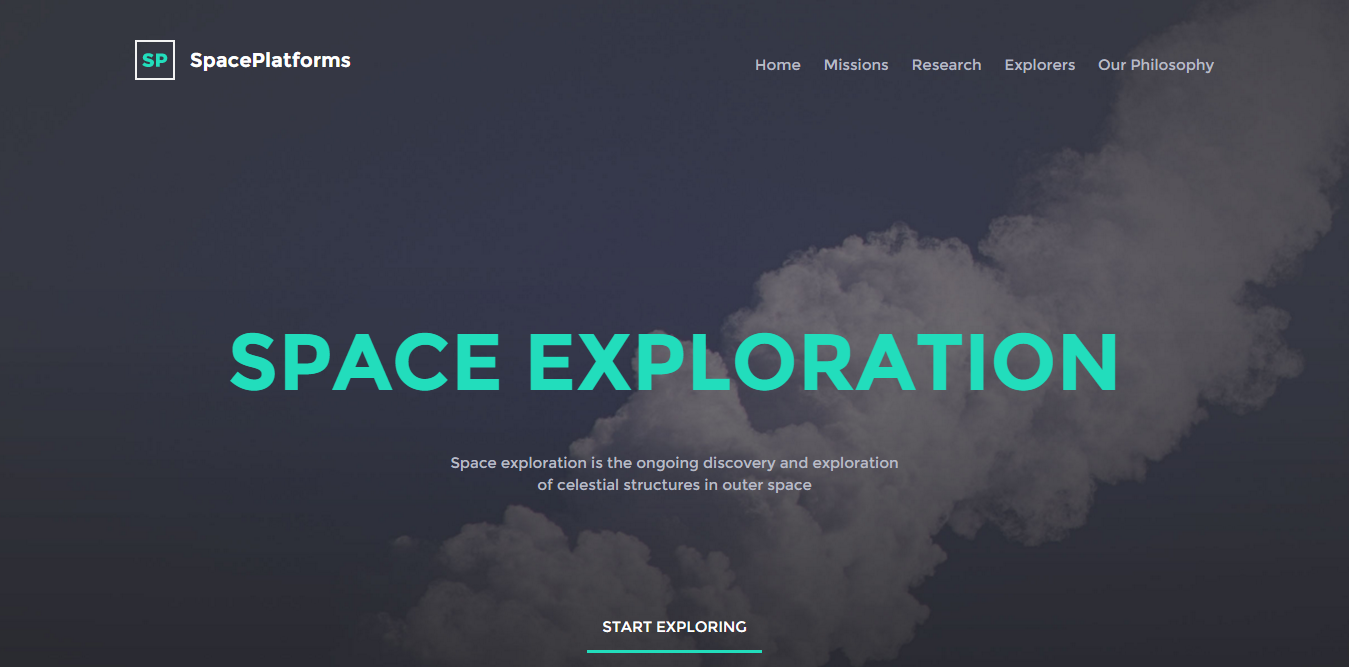 SP SpacePlatforms
Home Missions Research Explorers Our Philosophy
SPACE EXPLORATION
Space exploration is the ongoing discovery and exploration
of celestial structures in outer space
START EXPLORING